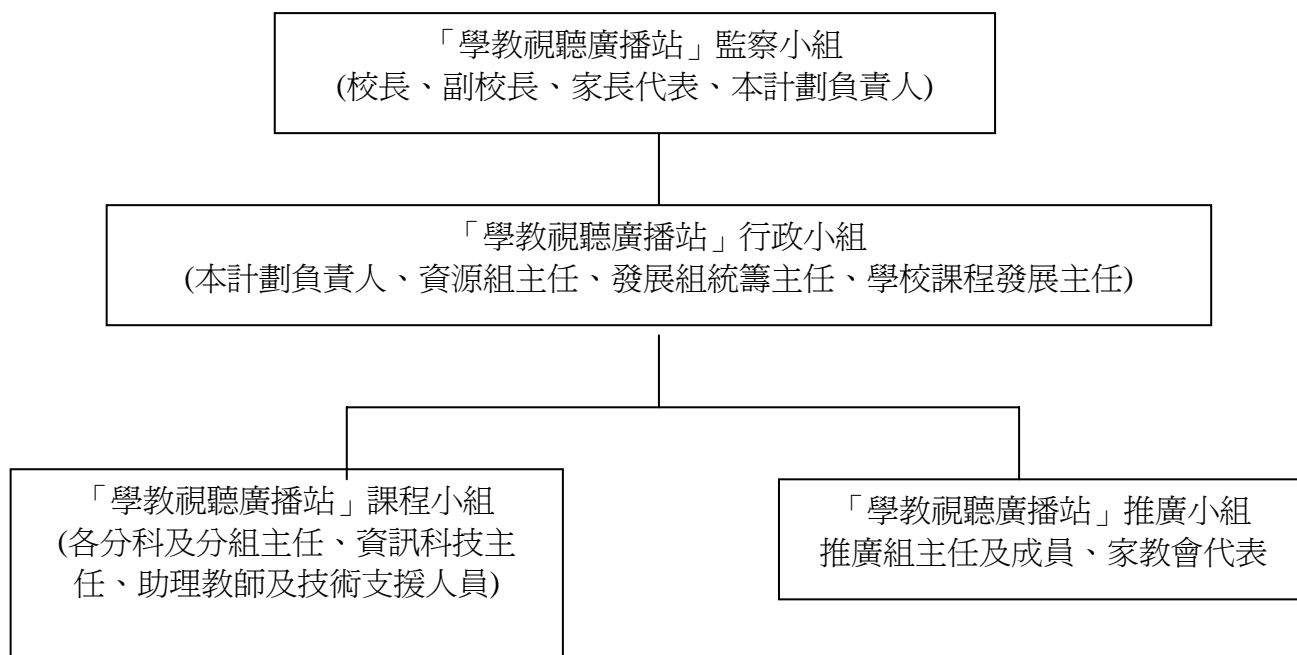 「學教視聽廣播站」監察小組
(校長、副校長、家長代表、本計劃負責人)
「學教視聽廣播站」行政小組
(本計劃負責人、資源組主任、發展組統籌主任、學校課程發展主任)
「學教視聽廣播站」課程小組
(各分科及分組主任、資訊科技主
任、助理教師及技術支援人員)
「學教視聽廣播站」推廣小組
推廣組主任及成員、家教會代表